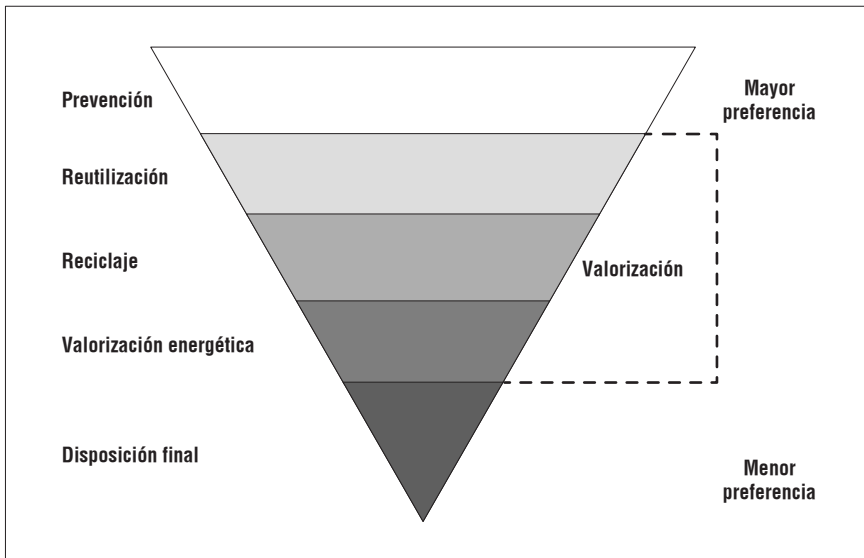 Prevención
Mayor
preferencia
Reutilización
Reciclaje
Valorización
Valorización energética
Disposición final
Menor
preferencia